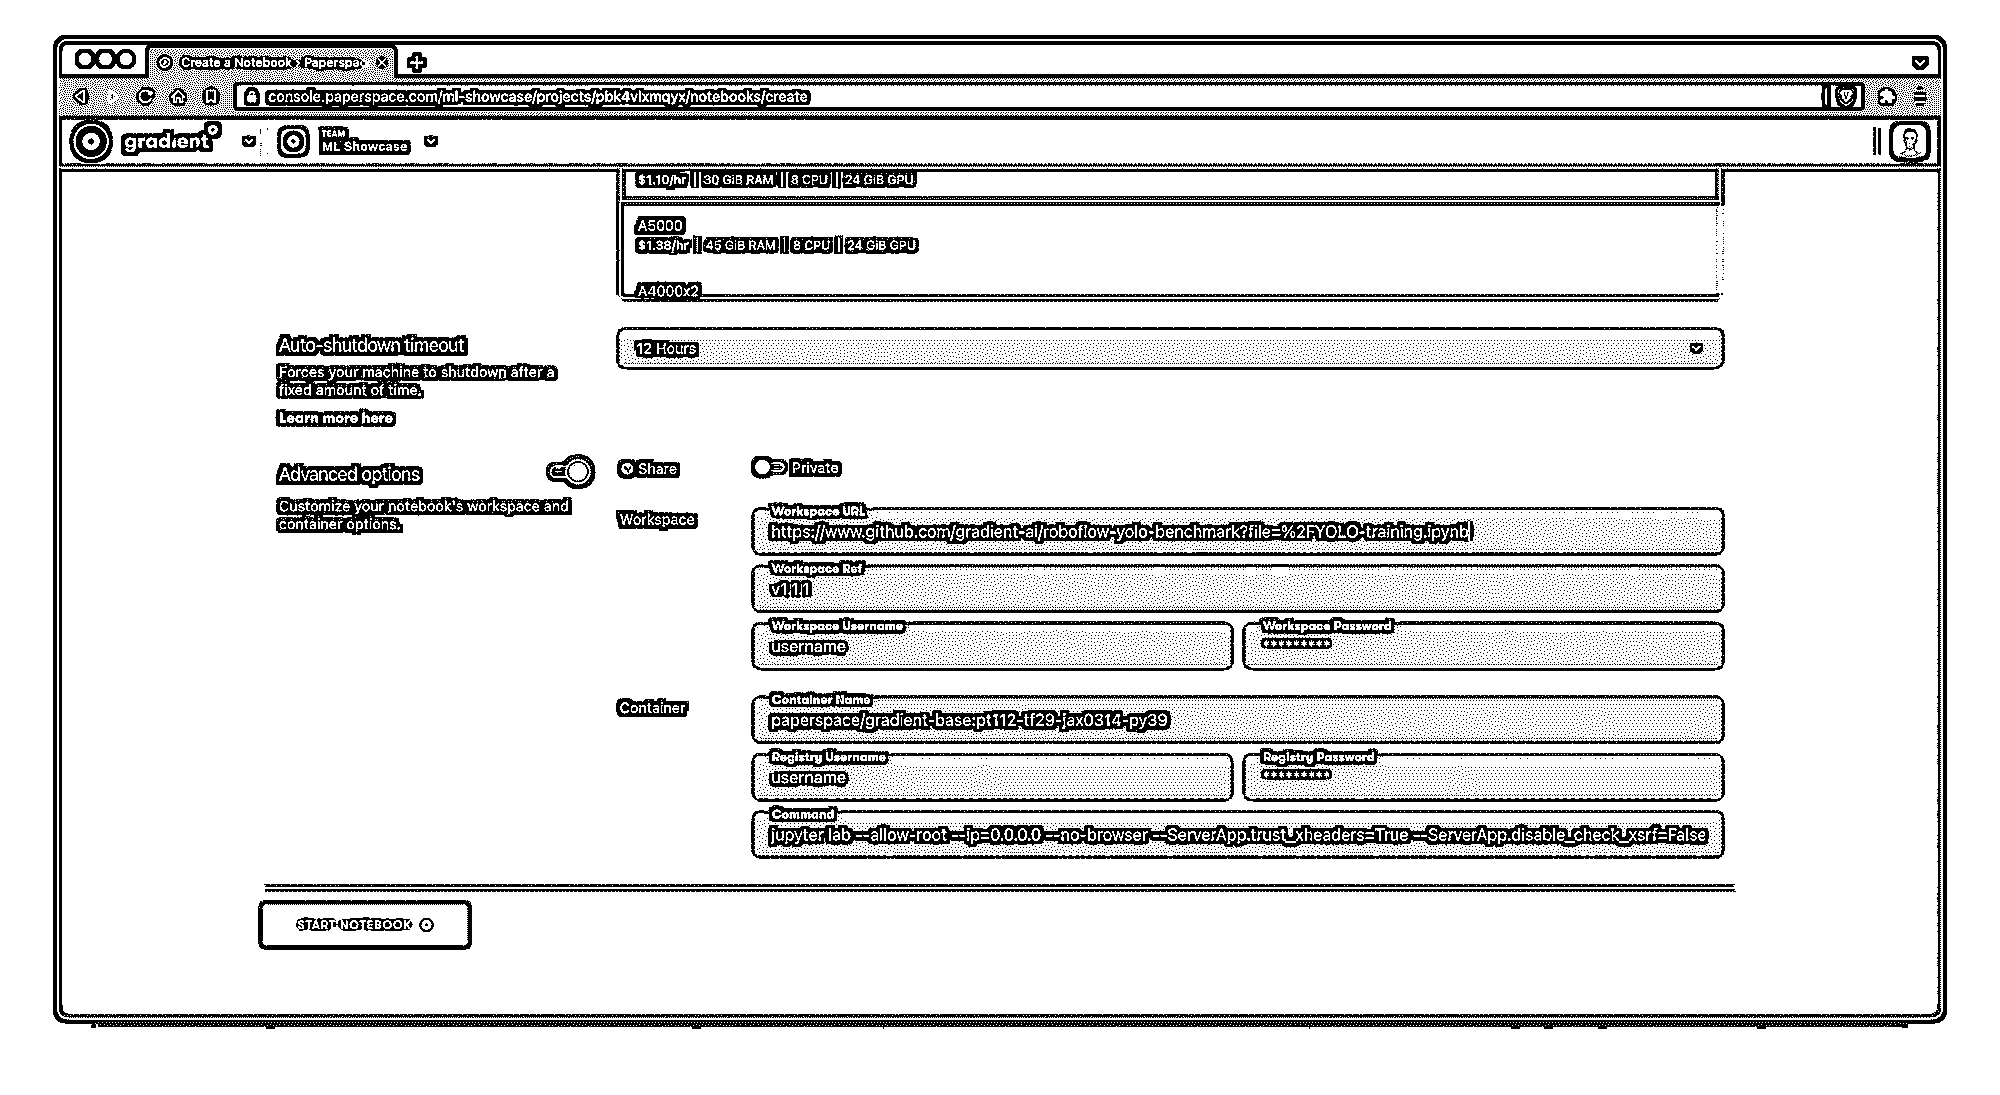 Create a Notebook · Paperspac
console.paperspace.com/ml-showcase/projects/pbk4vlxmqyx/notebooks/create
gradient
TEAM
ML Showcase
$1.10/hr | 30 GiB RAM | 8 CPU | 24 GiB GPU
A5000
$1.38/hr | 45 GiB RAM | 8 CPU | 24 GiB GPU
A4000x2
Auto-shutdown timeout
Forces your machine to shutdown after a
fixed amount of time.
Learn more here
12 Hours
Advanced options
Customize your notebook's workspace and
container options.
Share
Private
Workspace
Workspace URL
https://www.github.com/gradient-ai/roboflow-yolo-benchmark?file=%2FYOLO-training.ipynb
Workspace Ref
v1.1.1
Workspace Username
username
Workspace Password
*********
Container
Container Name
paperspace/gradient-base:pt112-tf29-jax0314-py39
Registry Username
username
Registry Password
*********
Command
jupyter lab --allow-root --ip=0.0.0.0 --no-browser --ServerApp.trust_xheaders=True --ServerApp.disable_check_xsrf=False
START NOTEBOOK